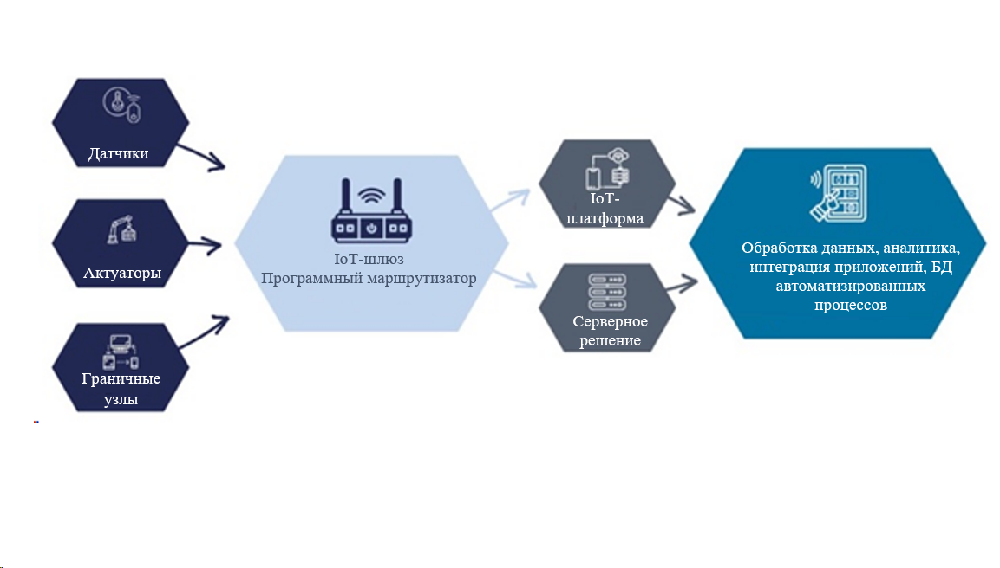 Датчики
Актуаторы
Граничные
узлы
IoT-шлюз
Программный маршрутизатор
IoT-
платформа
Серверное
решение
Обработка данных, аналитика,
интеграция приложений, БД
автоматизированных
процессов